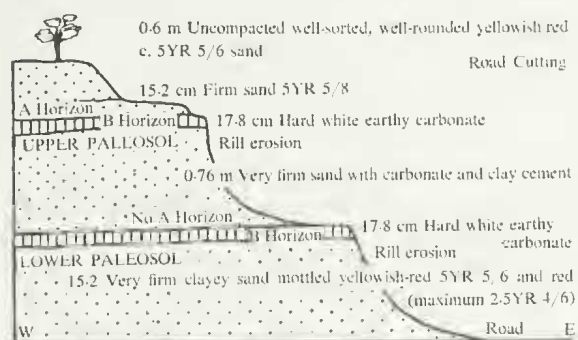 0·6 m Uncompacted well-sorted, well-rounded yellowish red
c. 5YR 5/6 sand
Road Cutting
15·2 cm Firm sand 5YR 5/8
A Horizon
B Horizon
17·8 cm Hard white earthy carbonate
UPPER PALEOSOL
Rill erosion
0·76 m Very firm sand with carbonate and clay cement
No A Horizon
B Horizon
17·8 cm Hard white earthy
carbonate
Rill erosion
LOWER PALEOSOL
15·2 Very firm clayey sand mottled yellowish-red 5YR 5/6 and red
(maximum 2·5YR 4/6)
W
Road
E